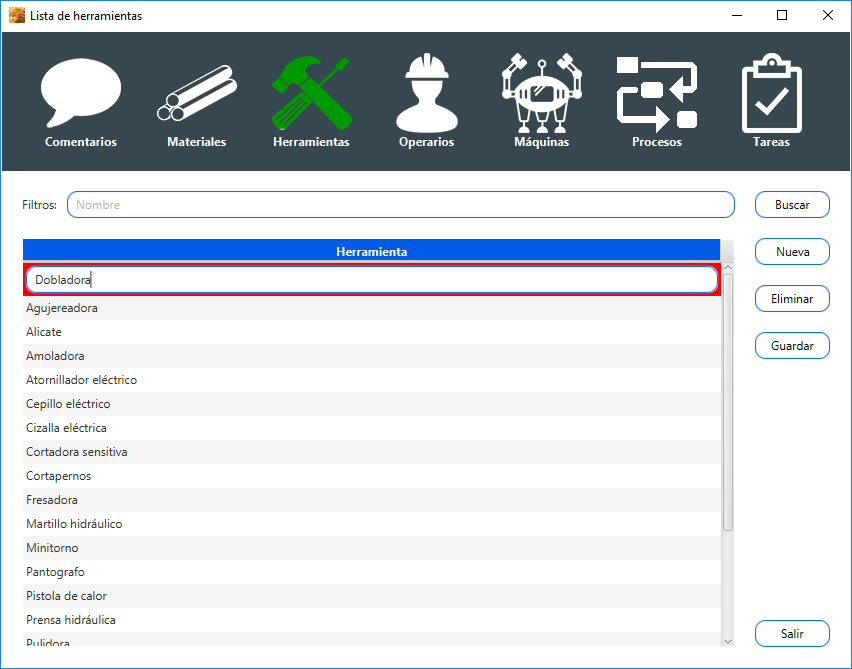 Lista de herramientas
Comentarios
Materiales
Herramientas
Operarios
Máquinas
Procesos
Tareas
Filtros:
Nombre
Buscar
Herramienta
Nueva
Dobladora
Eliminar
Agujereadora
Alicate
Guardar
Amoladora
Atornillador eléctrico
Cepillo eléctrico
Cizalla eléctrica
Cortadora sensitiva
Cortapernos
Fresadora
Martillo hidráulico
Minitorno
Pantografo
Pistola de calor
Prensa hidráulica
Pulidora
Salir